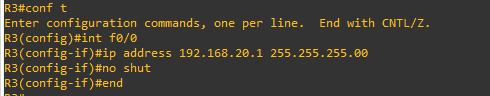 R3#conf t
Enter configuration commands, one per line.  End with CNTL/Z.
R3(config)#int f0/0
R3(config-if)#ip address 192.168.20.1 255.255.255.00
R3(config-if)#no shut
R3(config-if)#end
R3#